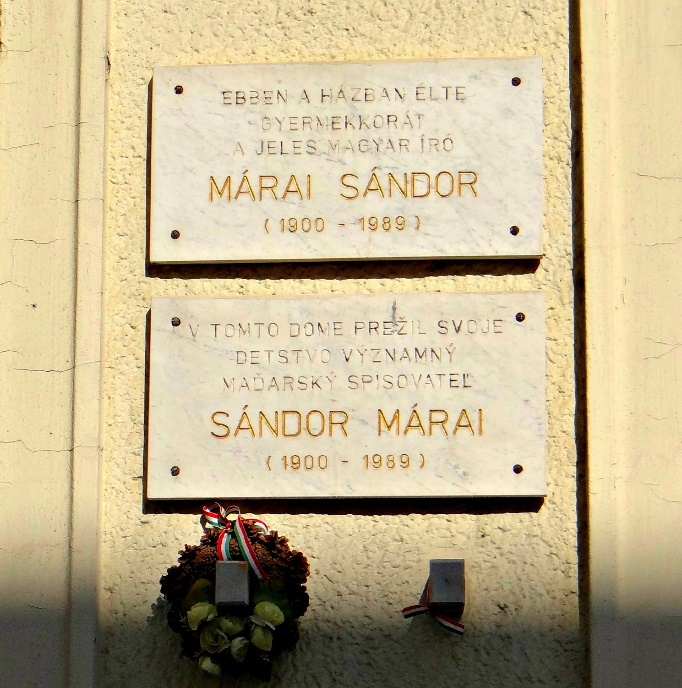 EBBEN A HÁZBAN ÉLTE
GYERMEKKORÁT
A JELES MAGYAR ÍRÓ
MÁRAI SÁNDOR
(1900 - 1989)
V TOMTO DOME PREŽIL SVOJE
DETSTVO VÝZNAMNÝ
MAĎARSKÝ SPISOVATEĽ
SÁNDOR MÁRAI
(1900 - 1989)